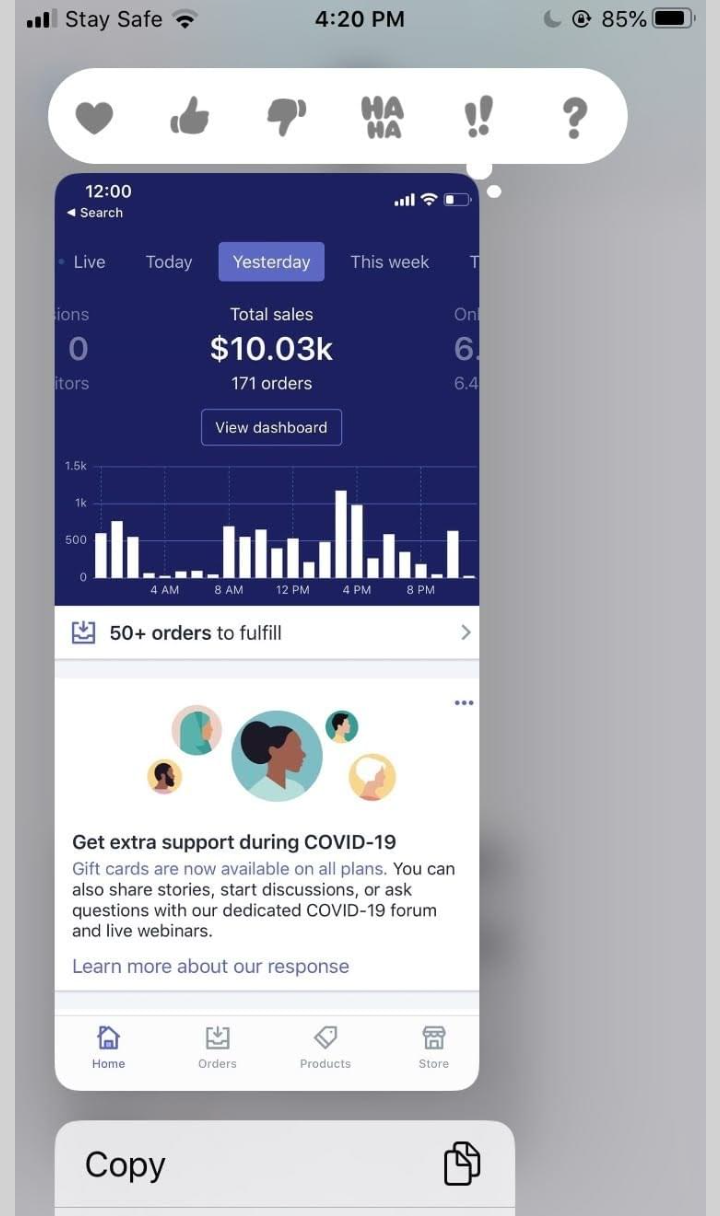 Stay Safe 4:20 PM 85%
HA
HA
!! ?
12:00
Search
Live Today Yesterday This week T
ions Total sales Onl
0 $10.03k 6.
itors 171 orders 6.4
View dashboard
1.5k
1k
500
0
4 AM 8 AM 12 PM 4 PM 8 PM
50+ orders to fulfill
Get extra support during COVID-19
Gift cards are now available on all plans. You can
also share stories, start discussions, or ask
questions with our dedicated COVID-19 forum
and live webinars.
Learn more about our response
Home Orders Products Store
Copy